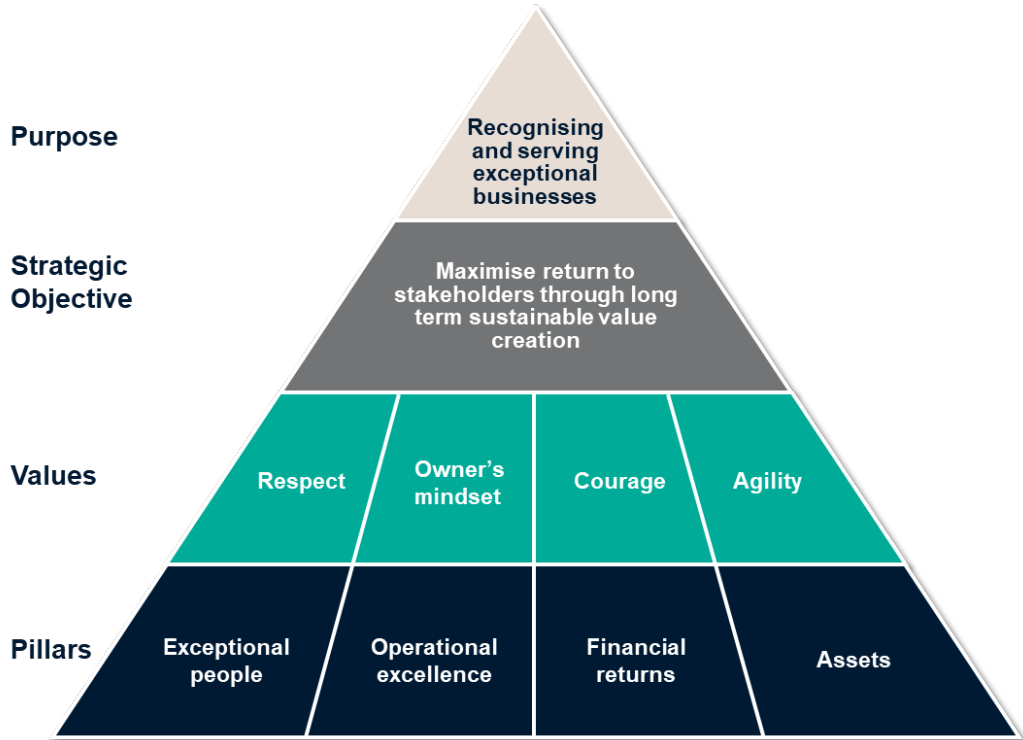 Purpose
Recognising
and serving
exceptional
businesses
Strategic
Objective
Maximise return to
stakeholders through long
term sustainable value
creation
Values
Respect
Owner’s
mindset
Courage
Agility
Pillars
Exceptional
people
Operational
excellence
Financial
returns
Assets